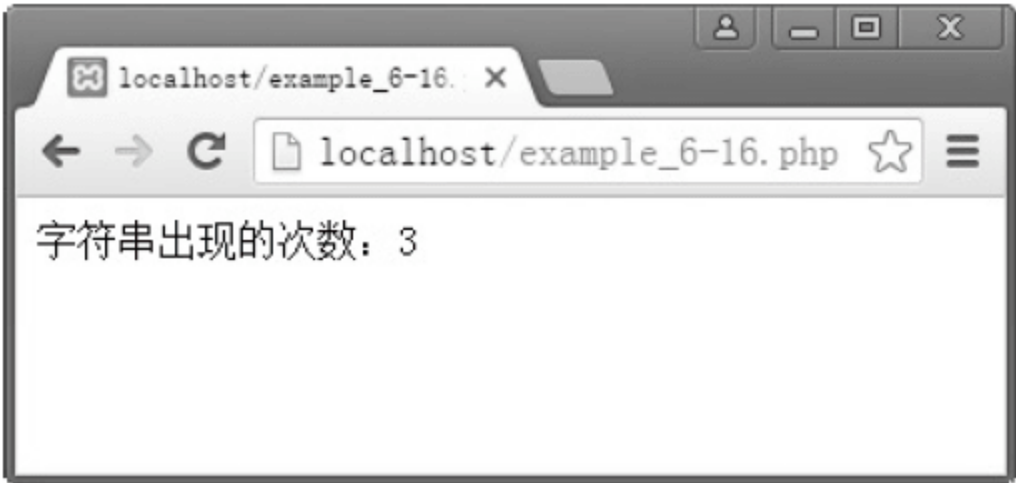 localhost/example_6-16.
localhost/example_6-16.php
字符串出现的次数：3